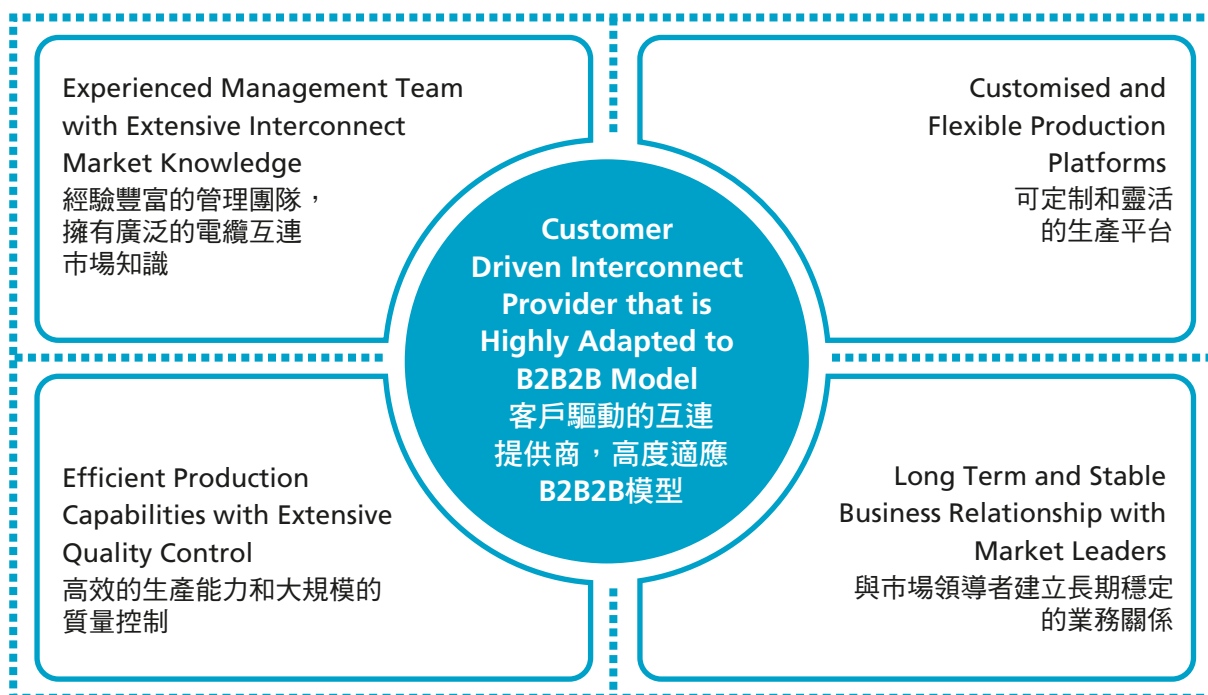 Experienced Management Team
with Extensive Interconnect
Market Knowledge
經驗豐富的管理團隊，
擁有廣泛的電纜互連
市場知識
Customised and
Flexible Production
Platforms
可定制和靈活
的生產平台
Customer
Driven Interconnect
Provider that is
Highly Adapted to
B2B2B Model
客戶驅動的互連
提供商，高度適應
B2B2B模型
Efficient Production
Capabilities with Extensive
Quality Control
高效的生產能力和大規模的
質量控制
Long Term and Stable
Business Relationship with
Market Leaders
與市場領導者建立長期穩定
的業務關係